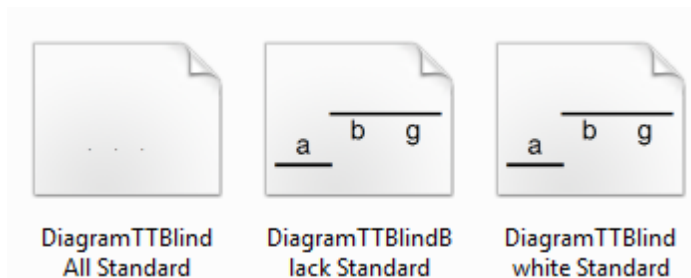 a b g
a b g
DiagramTTBlind DiagramTTBlindB DiagramTTBlind
All Standard lack Standard white Standard